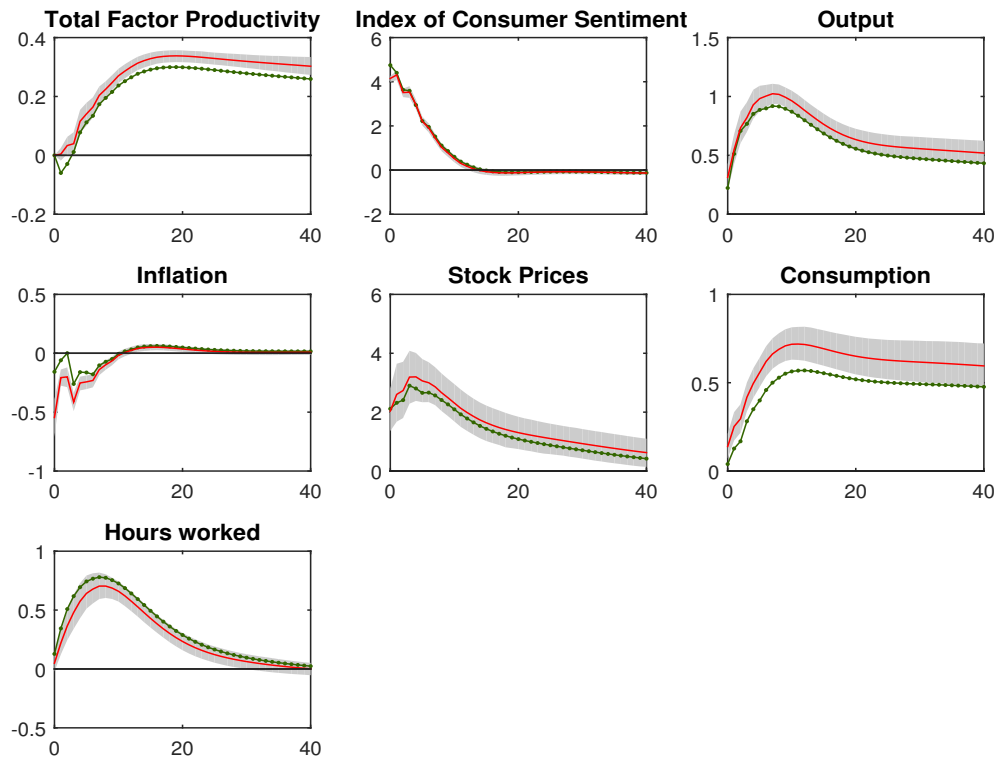 Total Factor Productivity
0.4
0.2
0
-0.2
0 20 40
Index of Consumer Sentiment
6
4
2
0
-2
0 20 40
Output
1.5
1
0.5
0
0 20 40
Inflation
0.5
0
-0.5
-1
0 20 40
Stock Prices
6
4
2
0
0 20 40
Consumption
1
0.5
0
0 20 40
Hours worked
1
0.5
0
-0.5
0 20 40